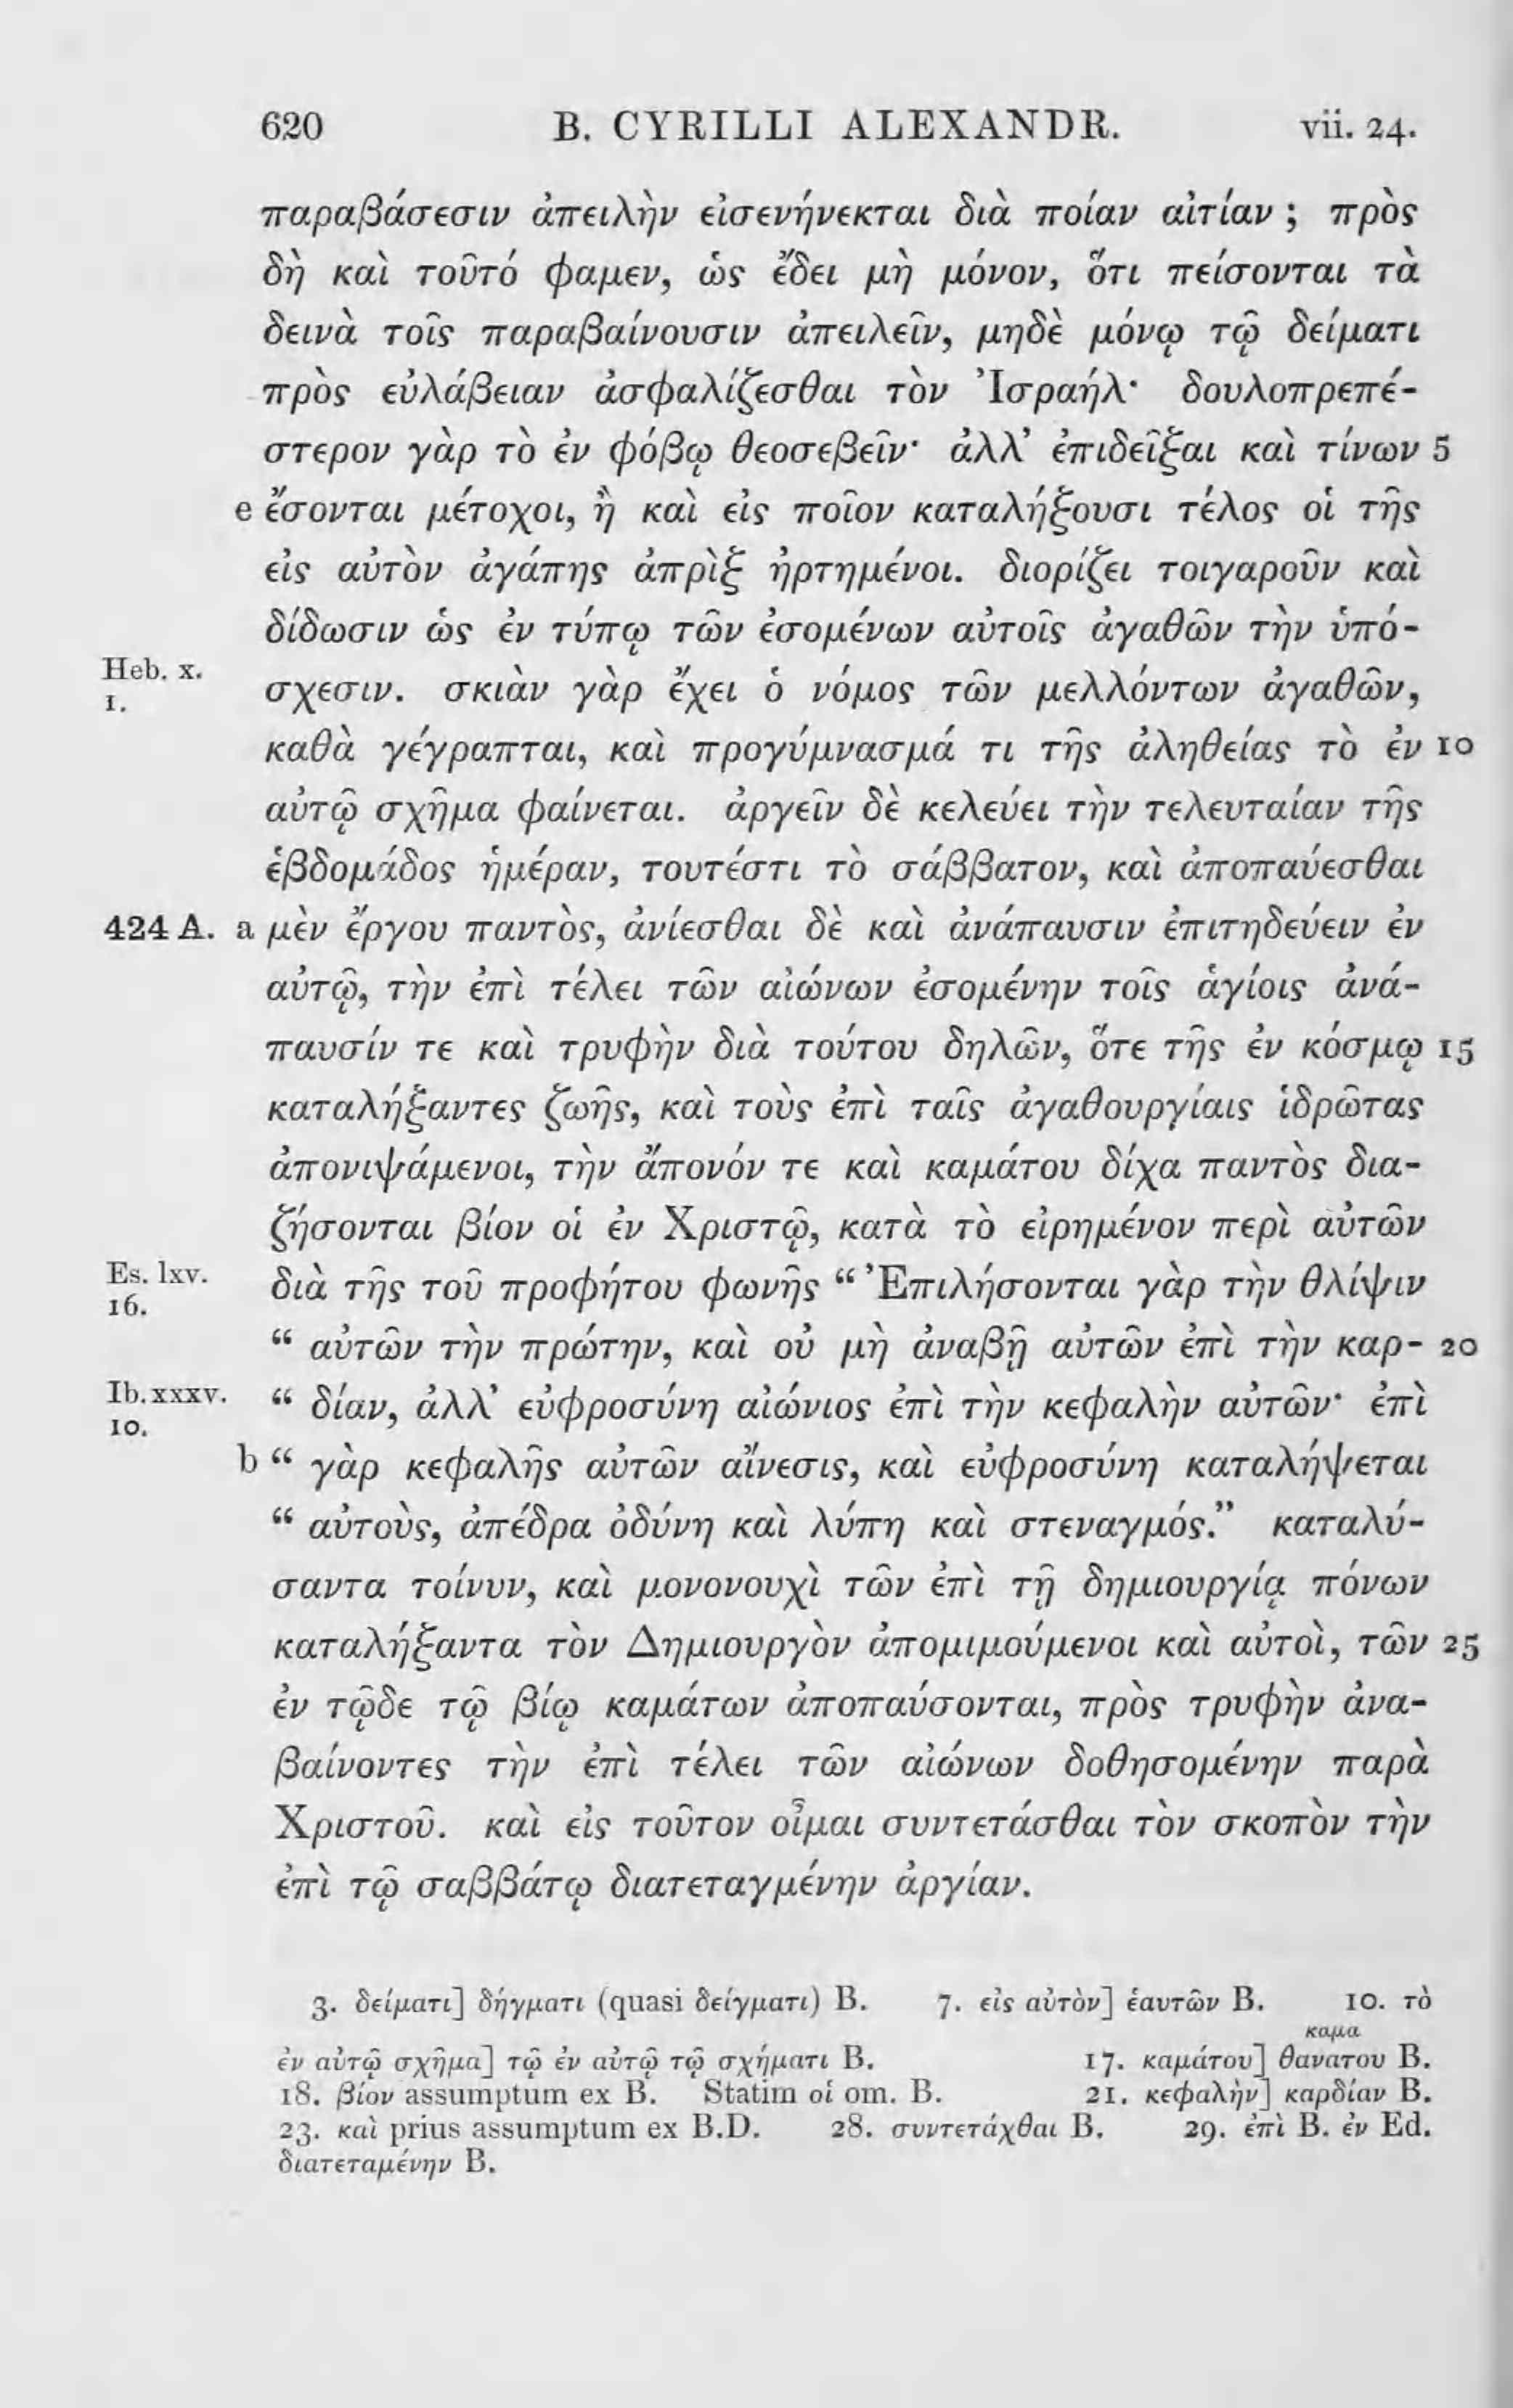 620 B. CYRILLI ALEXANDR. vii. 24.
παραβάσεσιν ἀπειλὴν εἰσενήνεκται διὰ ποίαν αἰτίαν ; πρὸς
δὴ καὶ τοῦτό φαμεν, ὡς ἔδει μὴ μόνον, ὅτι πείσονται τὰ
δεινὰ τοῖς παραβαίνουσιν ἀπειλεῖν, μηδὲ μόνῳ τῷ δείματι
πρὸς εὐλάβειαν ἀσφαλίζεσθαι τὸν Ἰσραήλ· δουλοπρεπέ-
στερον γὰρ τὸ ἐν φόβῳ θεοσεβεῖν· ἀλλ' ἐπιδεῖξαι καὶ τίνων 5
e ἔσονται μέτοχοι, ἢ καὶ εἰς ποῖον καταλήξουσι τέλος οἱ τῆς
εἰς αὐτὸν ἀγάπης ἀπρὶξ ἠρτημένοι. διορίζει τοιγαροῦν καὶ
δίδωσιν ὡς ἐν τύπῳ τῶν ἐσομένων αὐτοῖς ἀγαθῶν τὴν ὑπό-
Heb. x. 1. σχεσιν. σκιὰν γὰρ ἔχει ὁ νόμος τῶν μελλόντων ἀγαθῶν,
καθὰ γέγραπται, καὶ προγύμνασμά τι τῆς ἀληθείας τὸ ἐν 10
αὐτῷ σχῆμα φαίνεται. ἀργεῖν δὲ κελεύει τὴν τελευταίαν τῆς
ἑβδομάδος ἡμέραν, τουτέστι τὸ σάββατον, καὶ ἀποπαύεσθαι
424 A. a μὲν ἔργου παντὸς, ἀνίεσθαι δὲ καὶ ἀνάπαυσιν ἐπιτηδεύειν ἐν
αὐτῷ, τὴν ἐπὶ τέλει τῶν αἰώνων ἐσομένην τοῖς ἁγίοις ἀνά-
παυσίν τε καὶ τρυφὴν διὰ τούτου δηλῶν, ὅτε τῆς ἐν κόσμῳ 15
καταλήξαντες ζωῆς, καὶ τοὺς ἐπὶ ταῖς ἀγαθουργίαις ἱδρῶτας
ἀπονιψάμενοι, τὴν ἄπονόν τε καὶ καμάτου δίχα παντὸς δια-
ζήσονται βίον οἱ ἐν Χριστῷ, κατὰ τὸ εἰρημένον περὶ αὐτῶν
Es. lxv. 16. διὰ τῆς τοῦ προφήτου φωνῆς “ Ἐπιλήσονται γὰρ τὴν θλίψιν
“ αὐτῶν τὴν πρώτην, καὶ οὐ μὴ ἀναβῇ αὐτῶν ἐπὶ τὴν καρ- 20
Ib. xxxv. 10. “ δίαν, ἀλλ' εὐφροσύνη αἰώνιος ἐπὶ τὴν κεφαλὴν αὐτῶν· ἐπὶ
b “ γὰρ κεφαλῆς αὐτῶν αἴνεσις, καὶ εὐφροσύνη καταλήψεται
“ αὐτοὺς, ἀπέδρα ὀδύνη καὶ λύπη καὶ στεναγμός.” καταλύ-
σαντα τοίνυν, καὶ μονονουχὶ τῶν ἐπὶ τῇ δημιουργίᾳ πόνων
καταλήξαντα τὸν Δημιουργὸν ἀπομιμούμενοι καὶ αὐτοὶ, τῶν 25
ἐν τῷδε τῷ βίῳ καμάτων ἀποπαύσονται, πρὸς τρυφὴν ἀνα-
βαίνοντες τὴν ἐπὶ τέλει τῶν αἰώνων δοθησομένην παρὰ
Χριστοῦ. καὶ εἰς τοῦτον οἶμαι συντετάσθαι τὸν σκοπὸν τὴν
ἐπὶ τῷ σαββάτῳ διατεταγμένην ἀργίαν.
3. δείματι] δήγματι (quasi δείγματι) B. 7. εἰς αὐτὸν] ἑαυτῶν B. 10. τὸ
καμα
ἐν αὐτῷ σχῆμα] τῷ ἐν αὐτῷ τῷ σχήματι B. 17. καμάτου] θανατου B.
18. βίον assumptum ex B. Statim οἱ om. B. 21. κεφαλὴν] καρδίαν B.
23. καὶ prius assumptum ex B.D. 28. συντετάχθαι B. 29. ἐπὶ B. ἐν Ed.
διατεταμένην B.